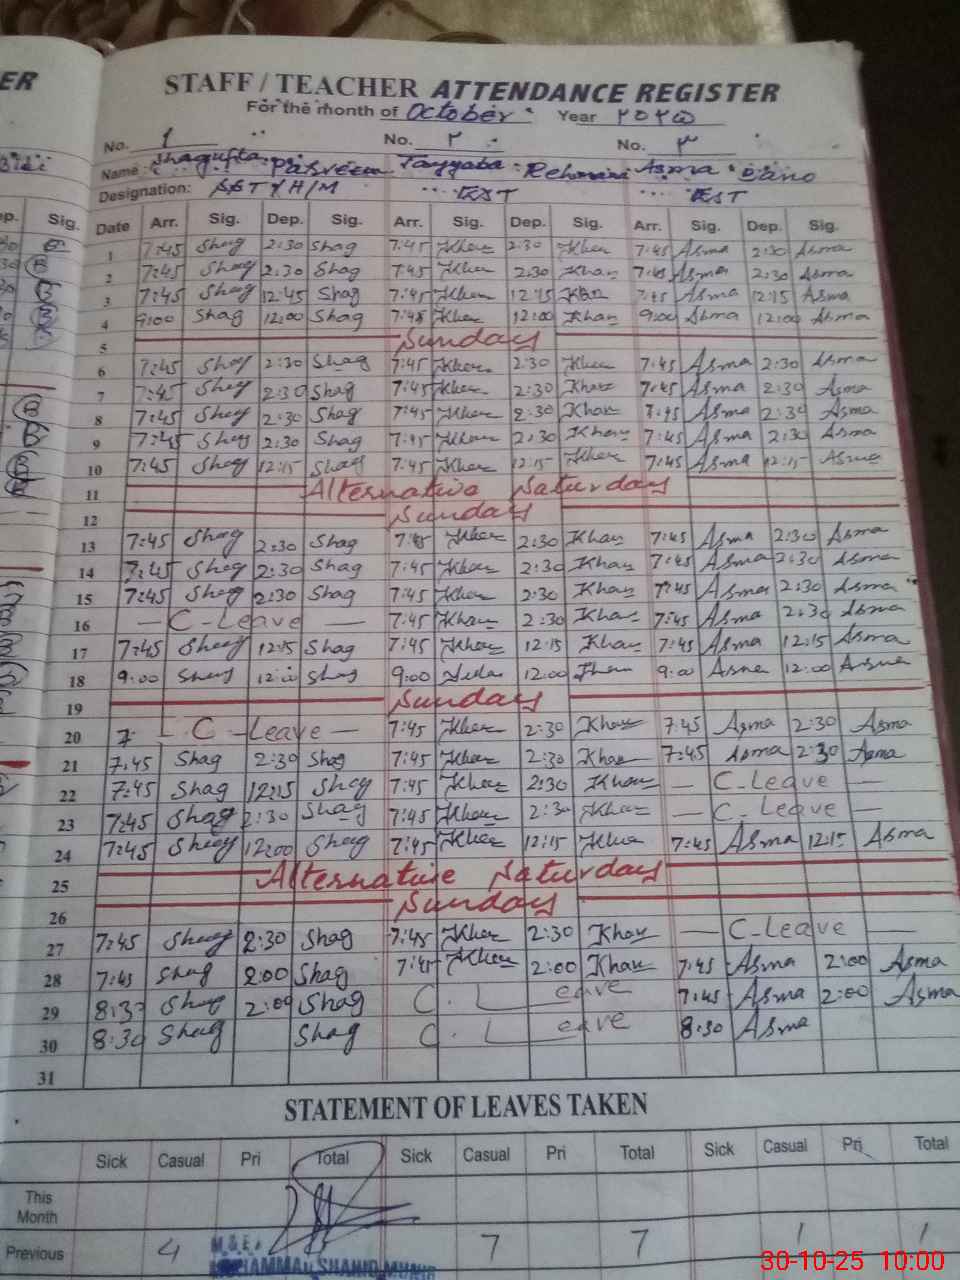 STAFF / TEACHER ATTENDANCE REGISTER
For the month of October Year ۲۰۲۵
No. 1 No. ۲ No. ۳
Name: Shagufta Parveen Tayyaba Rehmani Asma Bano
Designation: SST / H/M EST EST
Date Arr. Sig. Dep. Sig. Arr. Sig. Dep. Sig. Arr. Sig. Dep. Sig.
1 7:45 Shag 2:30 Shag 7:45 Khan 2:30 Khan 7:45 Asma 2:30 Asma
2 7:45 Shag 2:30 Shag 7:45 Khan 2:30 Khan 7:45 Asma 2:30 Asma
3 7:45 Shag 12:45 Shag 7:45 Khan 12:15 Khan 7:45 Asma 12:15 Asma
4 9:00 Shag 12:00 Shag 7:45 Khan 12:00 Khan 9:00 Asma 12:00 Asma
5 Sunday
6 7:45 Shag 2:30 Shag 7:45 Khan 2:30 Khan 7:45 Asma 2:30 Asma
7 7:45 Shag 2:30 Shag 7:45 Khan 2:30 Khan 7:45 Asma 2:30 Asma
8 7:45 Shag 2:30 Shag 7:45 Khan 2:30 Khan 7:45 Asma 2:30 Asma
9 7:45 Shag 2:30 Shag 7:45 Khan 2:30 Khan 7:45 Asma 2:30 Asma
10 7:45 Shag 12:15 Shag 7:45 Khan 12:15 Khan 7:45 Asma 12:15 Asma
11 Alternative Saturday
12 Sunday
13 7:45 Shag 2:30 Shag 7:45 Khan 2:30 Khan 7:45 Asma 2:30 Asma
14 7:45 Shag 2:30 Shag 7:45 Khan 2:30 Khan 7:45 Asma 2:30 Asma
15 7:45 Shag 2:30 Shag 7:45 Khan 2:30 Khan 7:45 Asma 2:30 Asma
16 — C-Leave — 7:45 Khan 2:30 Khan 7:45 Asma 2:30 Asma
17 7:45 Shag 12:15 Shag 7:45 Khan 12:15 Khan 7:45 Asma 12:15 Asma
18 9:00 Shag 12:00 Shag 9:00 12:00 Khan 9:00 Asma 12:00 Asma
19 Sunday
20 7: — C-Leave — 7:45 Khan 2:30 Khan 7:45 Asma 2:30 Asma
21 7:45 Shag 2:30 Shag 7:45 Khan 2:30 Khan 7:45 Asma 2:30 Asma
22 7:45 Shag 12:15 Shag 7:45 Khan 2:30 Khan — C-Leave —
23 7:45 Shag 2:30 Shag 7:45 Khan 2:30 Khan — C-Leave —
24 7:45 Shag 12:00 Shag 7:45 Khan 12:15 Khan 7:45 Asma 12:15 Asma
25 Alternative Saturday
26 Sunday
27 7:45 Shag 2:30 Shag 7:45 Khan 2:30 Khan — C-Leave —
28 7:45 Shag 2:00 Shag 7:45 Khan 2:00 Khan 7:45 Asma 2:00 Asma
29 8:30 Shag 2:00 Shag C. Leave 7:45 Asma 2:00 Asma
30 8:30 Shag Shag C. Leave 8:30 Asma
31
STATEMENT OF LEAVES TAKEN
Sick Casual Pri Total Sick Casual Pri Total Sick Casual Pri Total
This Month
Previous 4 7 7 1 1
30-10-25 10:00